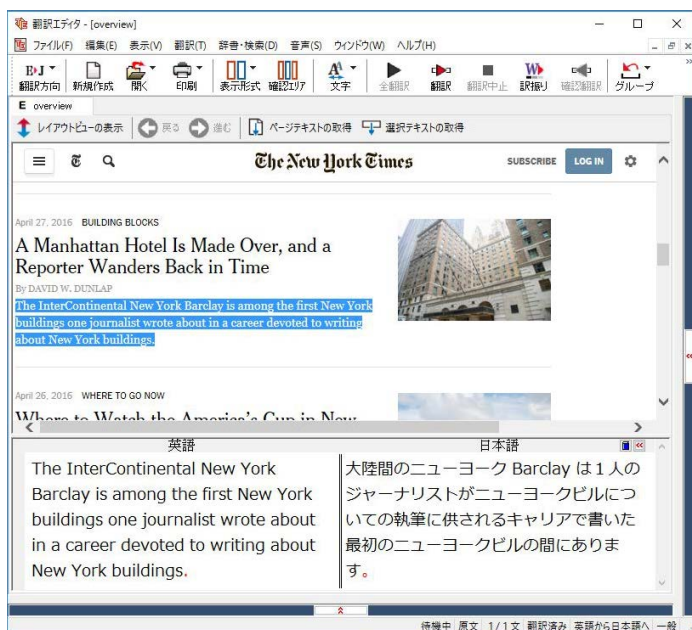 翻訳エディタ - [overview]
ファイル(F) 編集(E) 表示(V) 翻訳(T) 辞書・検索(D) 音声(S) ウインドウ(W) ヘルプ(H)
翻訳方向 新規作成 開く 印刷 表示形式 確認エリア 文字 全翻訳 翻訳 翻訳中止 訳振り 確認翻訳 グループ
E overview
レイアウトビューの表示 戻る 進む ページテキストの取得 選択テキストの取得
The New York Times SUBSCRIBE LOG IN
April 27, 2016 BUILDING BLOCKS
A Manhattan Hotel Is Made Over, and a
Reporter Wanders Back in Time
By DAVID W. DUNLAP
The InterContinental New York Barclay is among the first New York
buildings one journalist wrote about in a career devoted to writing
about New York buildings.
April 26, 2016 WHERE TO GO NOW
Where to Watch the America's Cup in New
英語 日本語
The InterContinental New York
Barclay is among the first New York
buildings one journalist wrote about
in a career devoted to writing about
New York buildings.
大陸間のニューヨーク Barclay は1人の
ジャーナリストがニューヨークビルにつ
いての執筆に供されるキャリアで書いた
最初のニューヨークビルの間にありま
す。
待機中 原文 1/1文 翻訳済み 英語から日本語へ 一般